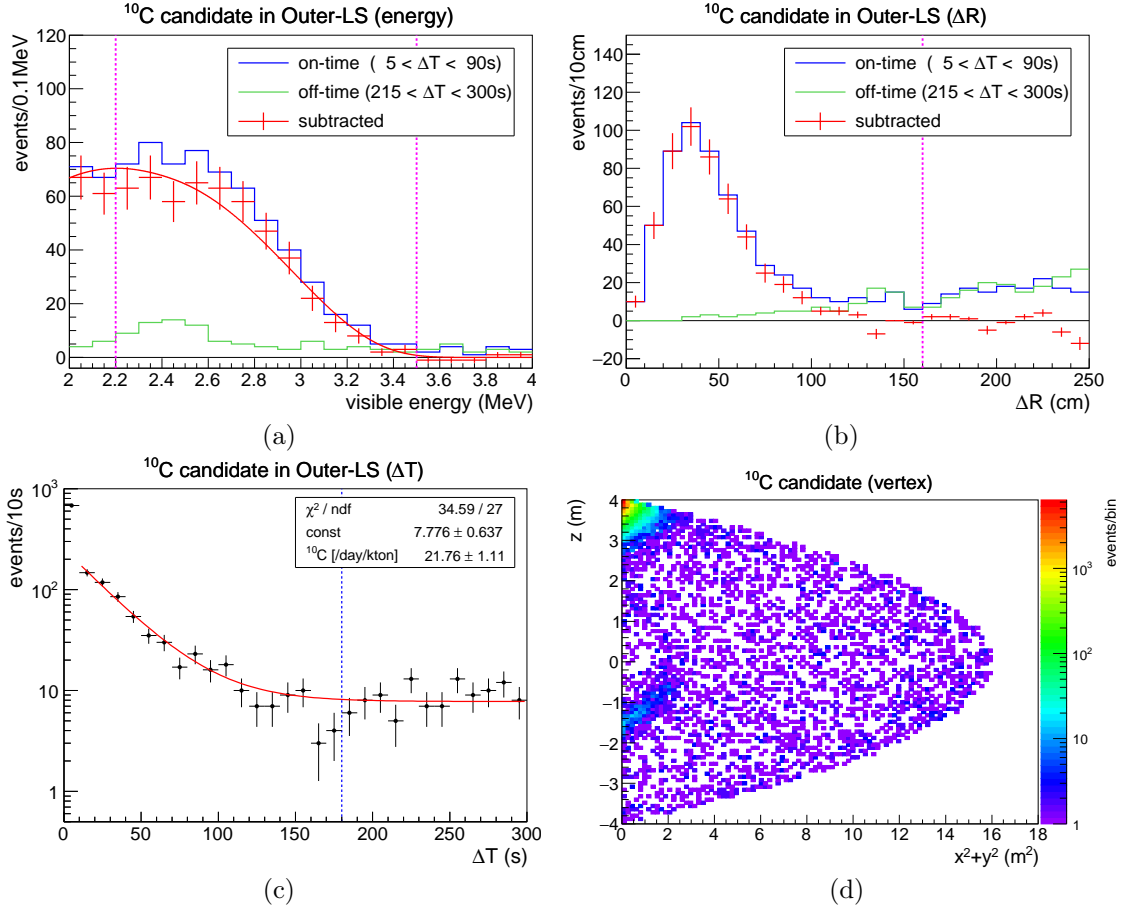 ¹⁰C candidate in Outer-LS (energy)
events/0.1MeV
120
100
80
60
40
20
0
on-time ( 5 < ΔT < 90s)
off-time (215 < ΔT < 300s)
subtracted
2 2.2 2.4 2.6 2.8 3 3.2 3.4 3.6 3.8 4
visible energy (MeV)
(a)
¹⁰C candidate in Outer-LS (ΔR)
events/10cm
140
120
100
80
60
40
20
0
−20
on-time ( 5 < ΔT < 90s)
off-time (215 < ΔT < 300s)
subtracted
0 50 100 150 200 250
ΔR (cm)
(b)
¹⁰C candidate in Outer-LS (ΔT)
events/10s
10³
10²
10
1
χ² / ndf 34.59 / 27
const 7.776 ± 0.637
¹⁰C [/day/kton] 21.76 ± 1.11
0 50 100 150 200 250 300
ΔT (s)
(c)
¹⁰C candidate (vertex)
z (m)
4
3
2
1
0
−1
−2
−3
−4
0 2 4 6 8 10 12 14 16 18
x²+y² (m²)
events/bin
10³
10²
10
1
(d)